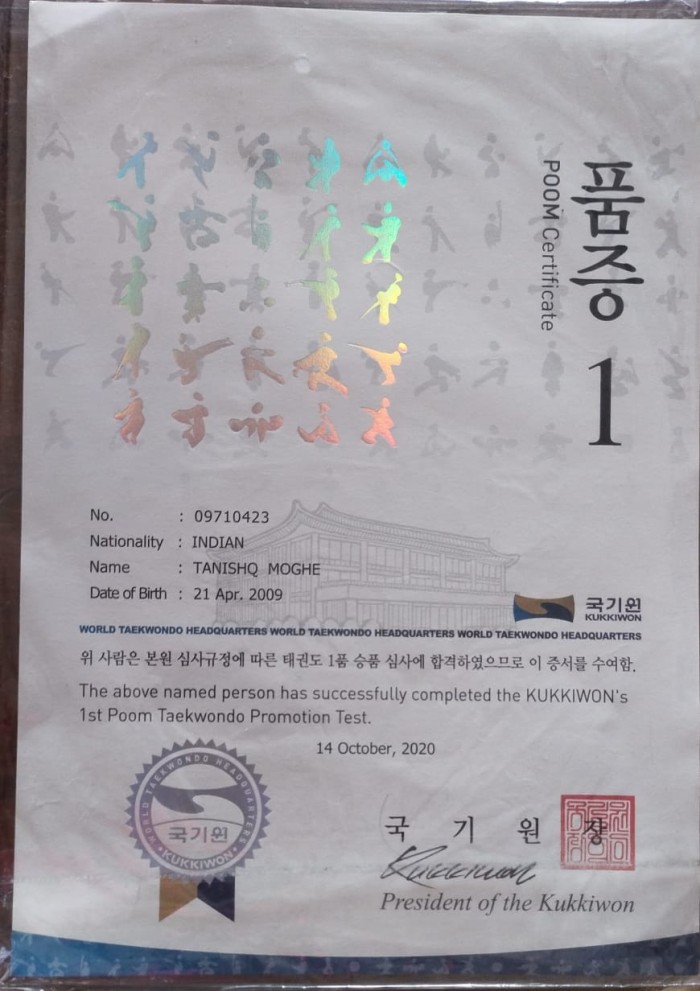 품증
POOM Certificate
1
No. : 09710423
Nationality : INDIAN
Name : TANISHQ MOGHE
Date of Birth : 21 Apr. 2009
국기원
KUKKIWON
WORLD TAEKWONDO HEADQUARTERS WORLD TAEKWONDO HEADQUARTERS WORLD TAEKWONDO HEADQUARTERS
위 사람은 본원 심사규정에 따른 태권도 1품 승품 심사에 합격하였으므로 이 증서를 수여함.
The above named person has successfully completed the KUKKIWON's
1st Poom Taekwondo Promotion Test.
14 October, 2020
WORLD TAEKWONDO HEADQUARTERS
국기원
KUKKIWON
국 기 원 장
Kukkiwon
President of the Kukkiwon